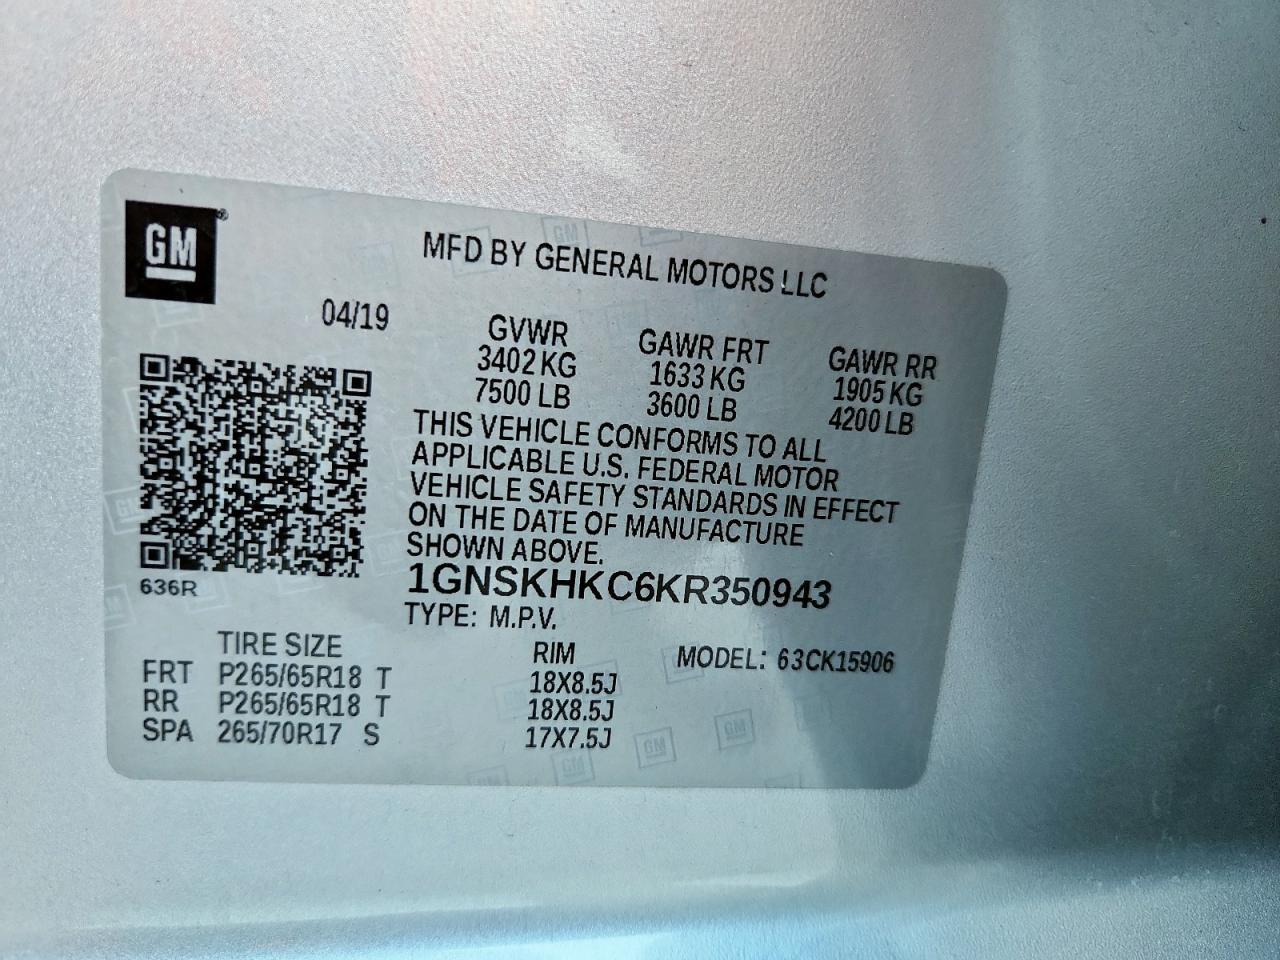 GM
®
MFD BY GENERAL MOTORS LLC
04/19
GVWR GAWR FRT GAWR RR
3402 KG 1633 KG 1905 KG
7500 LB 3600 LB 4200 LB
THIS VEHICLE CONFORMS TO ALL
APPLICABLE U.S. FEDERAL MOTOR
VEHICLE SAFETY STANDARDS IN EFFECT
ON THE DATE OF MANUFACTURE
SHOWN ABOVE.
636R
1GNSKHKC6KR350943
TYPE: M.P.V.
TIRE SIZE RIM MODEL: 63CK15906
FRT P265/65R18 T 18X8.5J
RR P265/65R18 T 18X8.5J
SPA 265/70R17 S 17X7.5J